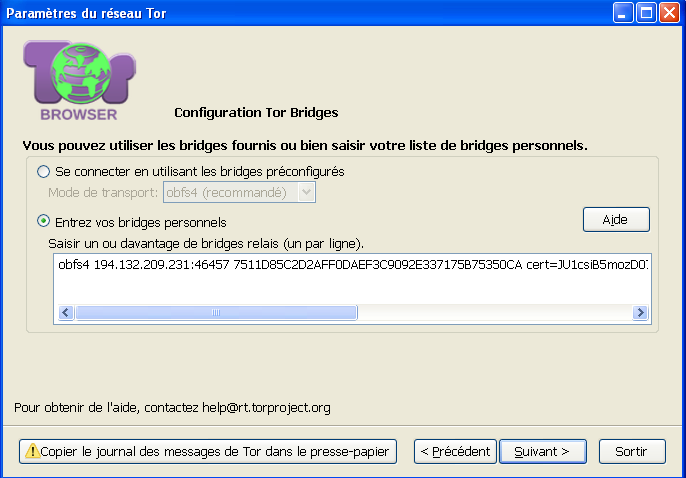 Paramètres du réseau Tor
Tor
BROWSER
Configuration Tor Bridges
Vous pouvez utiliser les bridges fournis ou bien saisir votre liste de bridges personnels.
Se connecter en utilisant les bridges préconfigurés
Mode de transport: obfs4 (recommandé)
Entrez vos bridges personnels
Aide
Saisir un ou davantage de bridges relais (un par ligne).
obfs4 194.132.209.231:46457 7511D85C2D2AFF0DAEF3C9092E337175B75350CA
Pour obtenir de l'aide, contactez help@rt.torproject.org
Copier le journal des messages de Tor dans le presse-papier
< Précédent
Suivant >
Sortir